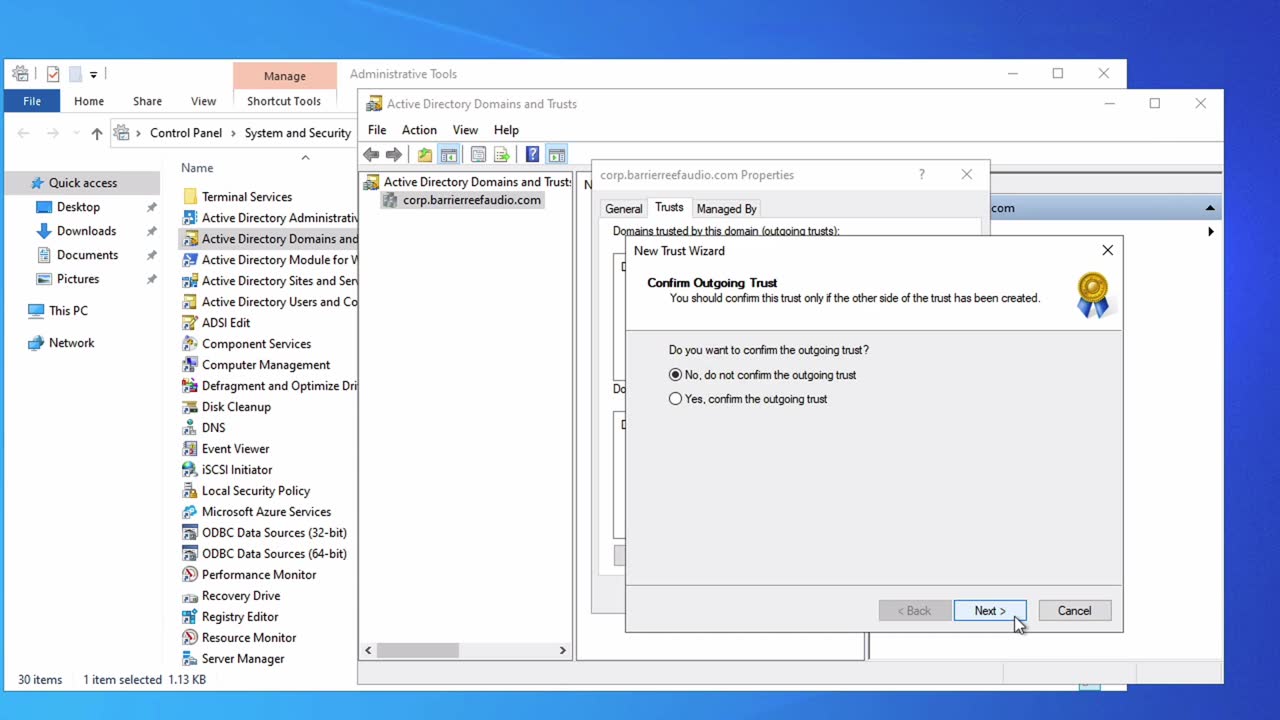 Manage
Administrative Tools
File
Home
Share
View
Shortcut Tools
Control Panel
System and Security
Quick access
Desktop
Downloads
Documents
Pictures
This PC
Network
Name
Terminal Services
Active Directory Administrativ
Active Directory Domains and
Active Directory Module for W
Active Directory Sites and Serv
Active Directory Users and Co
ADSI Edit
Component Services
Computer Management
Defragment and Optimize Dri
Disk Cleanup
DNS
Event Viewer
iSCSI Initiator
Local Security Policy
Microsoft Azure Services
ODBC Data Sources (32-bit)
ODBC Data Sources (64-bit)
Performance Monitor
Recovery Drive
Registry Editor
Resource Monitor
Server Manager
30 items
1 item selected 1.13 KB
Active Directory Domains and Trusts
File
Action
View
Help
Active Directory Domains and Trusts
corp.barrierreefaudio.com
N
com
corp.barrierreefaudio.com Properties
?
General
Trusts
Managed By
Domains trusted by this domain (outgoing trusts):
Do
New Trust Wizard
Confirm Outgoing Trust
You should confirm this trust only if the other side of the trust has been created.
Do you want to confirm the outgoing trust?
No, do not confirm the outgoing trust
Yes, confirm the outgoing trust
< Back
Next >
Cancel